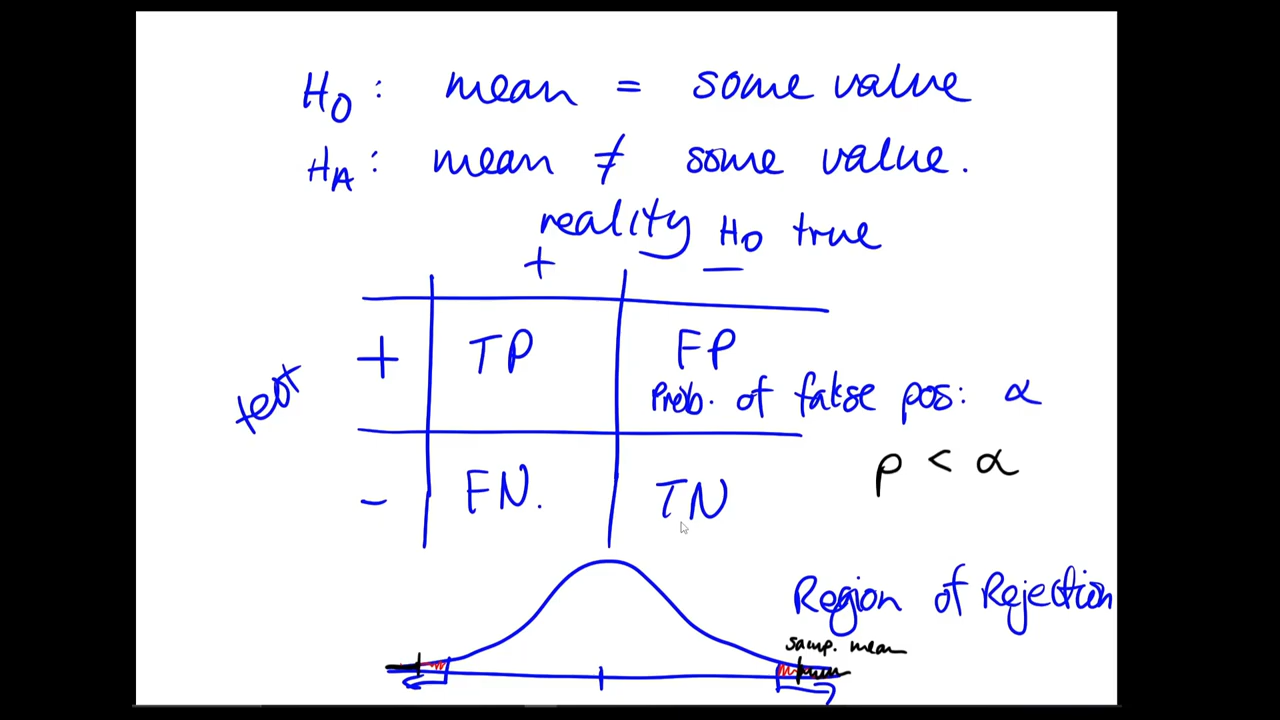 H0 : mean = some value
HA : mean ≠ some value.
reality H0 true
+ −
+ TP FP
test
Prob. of false pos: α
p < α
− FN. TN
Region of Rejection
samp. mean